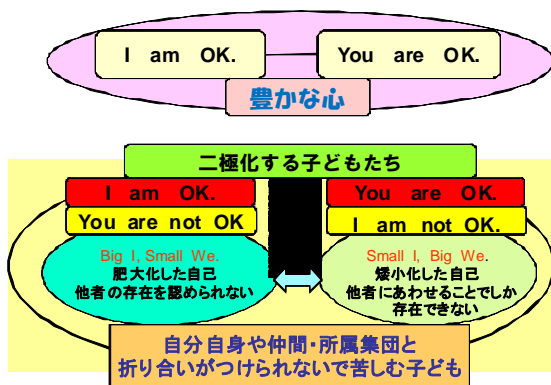 I am OK.
You are OK.
豊かな心
二極化する子どもたち
I am OK.
You are not OK
Big I, Small We.
肥大化した自己
他者の存在を認められない
You are OK.
I am not OK.
Small I, Big We.
矮小化した自己
他者にあわせることでしか
存在できない
自分自身や仲間・所属集団と
折り合いがつけられないで苦しむ子ども